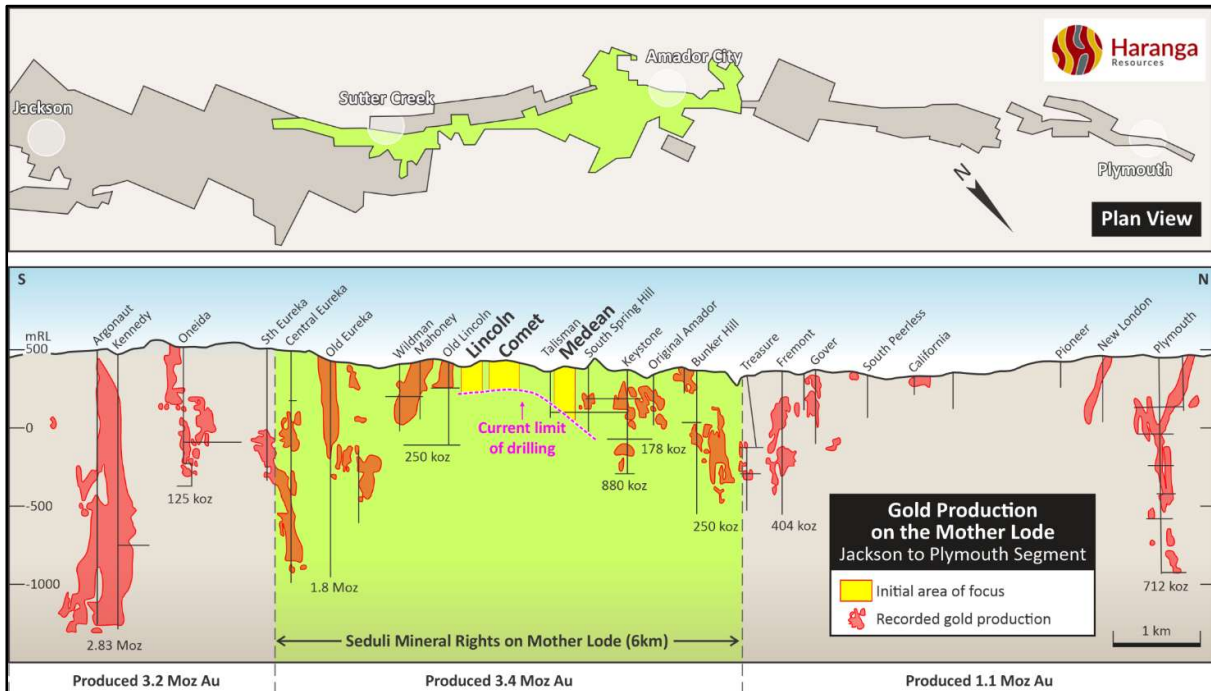 Haranga
Resources
Jackson
Sutter Creek
Amador City
Plymouth
N
Plan View
S
N
mRL
500
0
-500
-1000
Argonaut
Kennedy
Oneida
Sth Eureka
Central Eureka
Old Eureka
Wildman
Mahoney
Old Lincoln
Lincoln
Comet
Talisman
Medean
South Spring Hill
Keystone
Original Amador
Bunker Hill
Treasure
Fremont
Gover
South Peerless
California
Pioneer
New London
Plymouth
Current limit
of drilling
2.83 Moz
125 koz
1.8 Moz
250 koz
880 koz
178 koz
250 koz
404 koz
712 koz
Gold Production
on the Mother Lode
Jackson to Plymouth Segment
Initial area of focus
Recorded gold production
1 km
Seduli Mineral Rights on Mother Lode (6km)
Produced 3.2 Moz Au
Produced 3.4 Moz Au
Produced 1.1 Moz Au